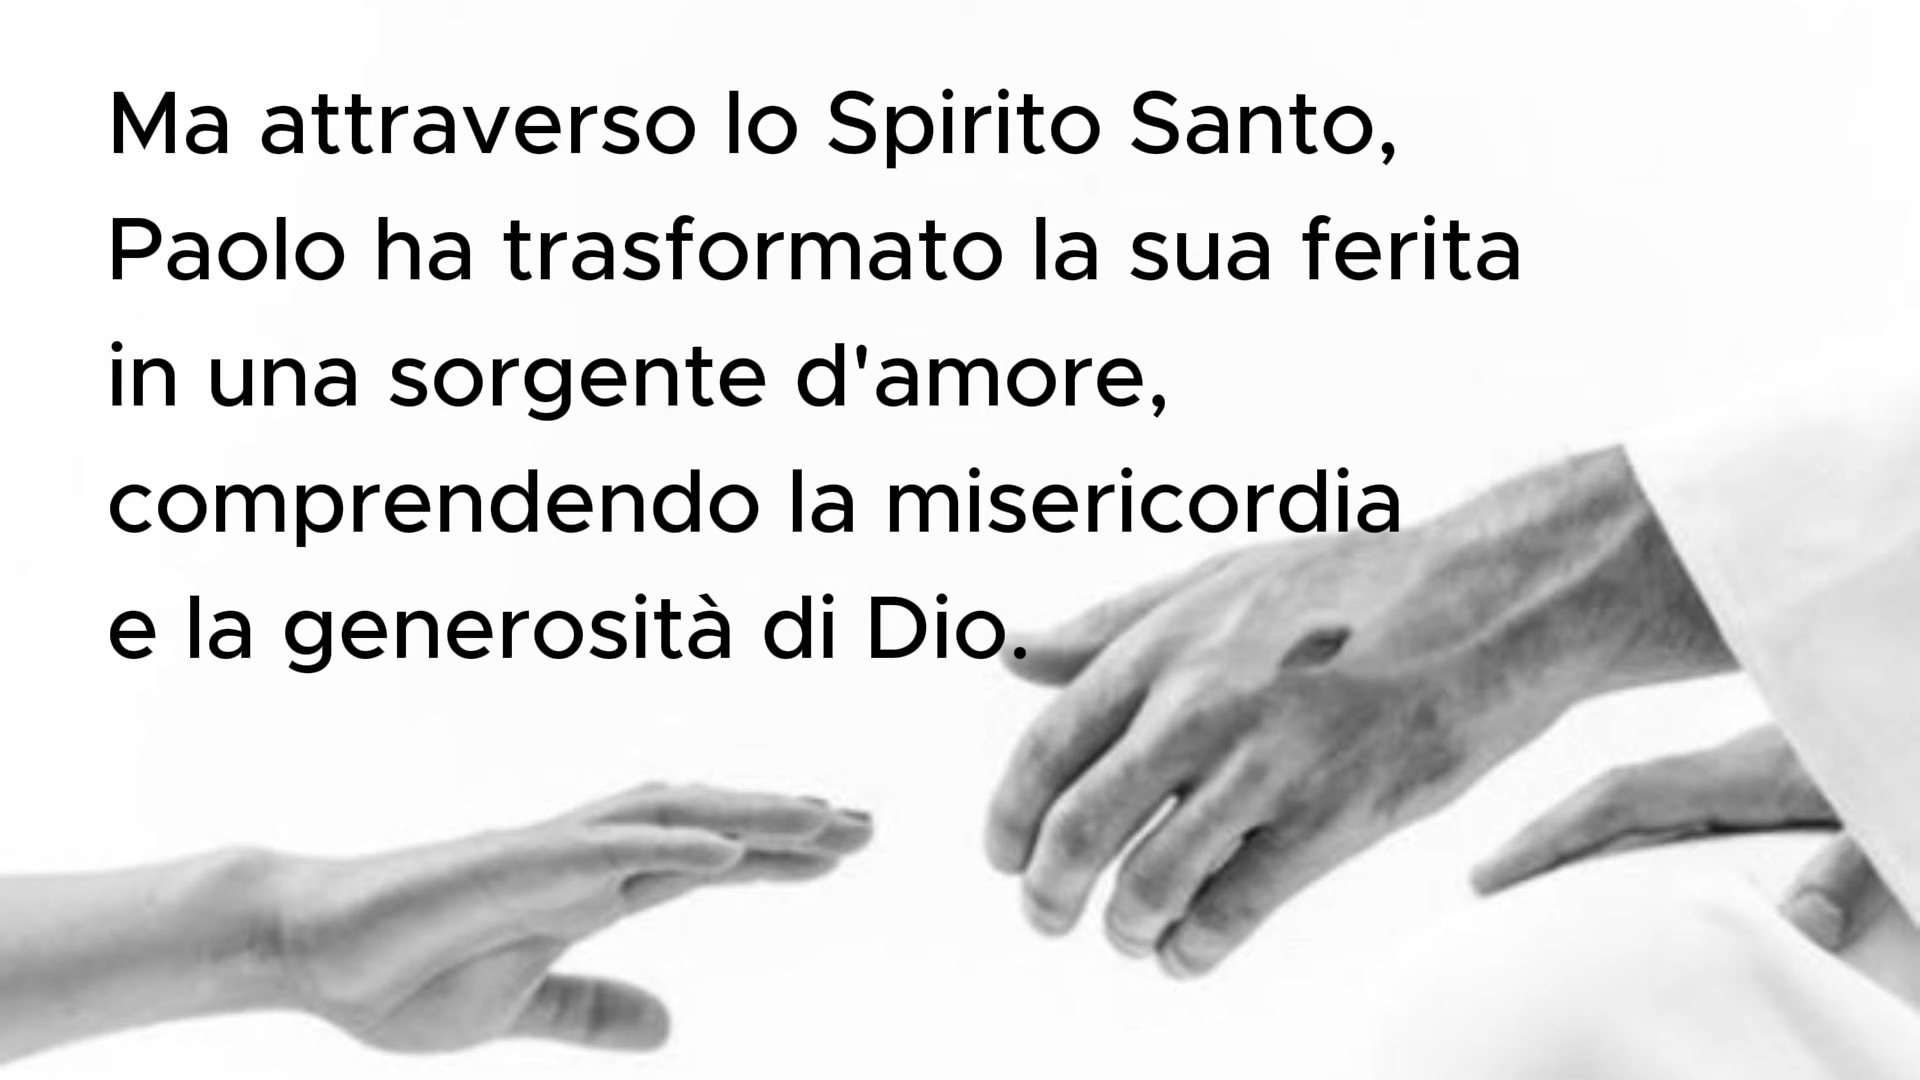 Ma attraverso lo Spirito Santo,
Paolo ha trasformato la sua ferita
in una sorgente d'amore,
comprendendo la misericordia
e la generosità di Dio.